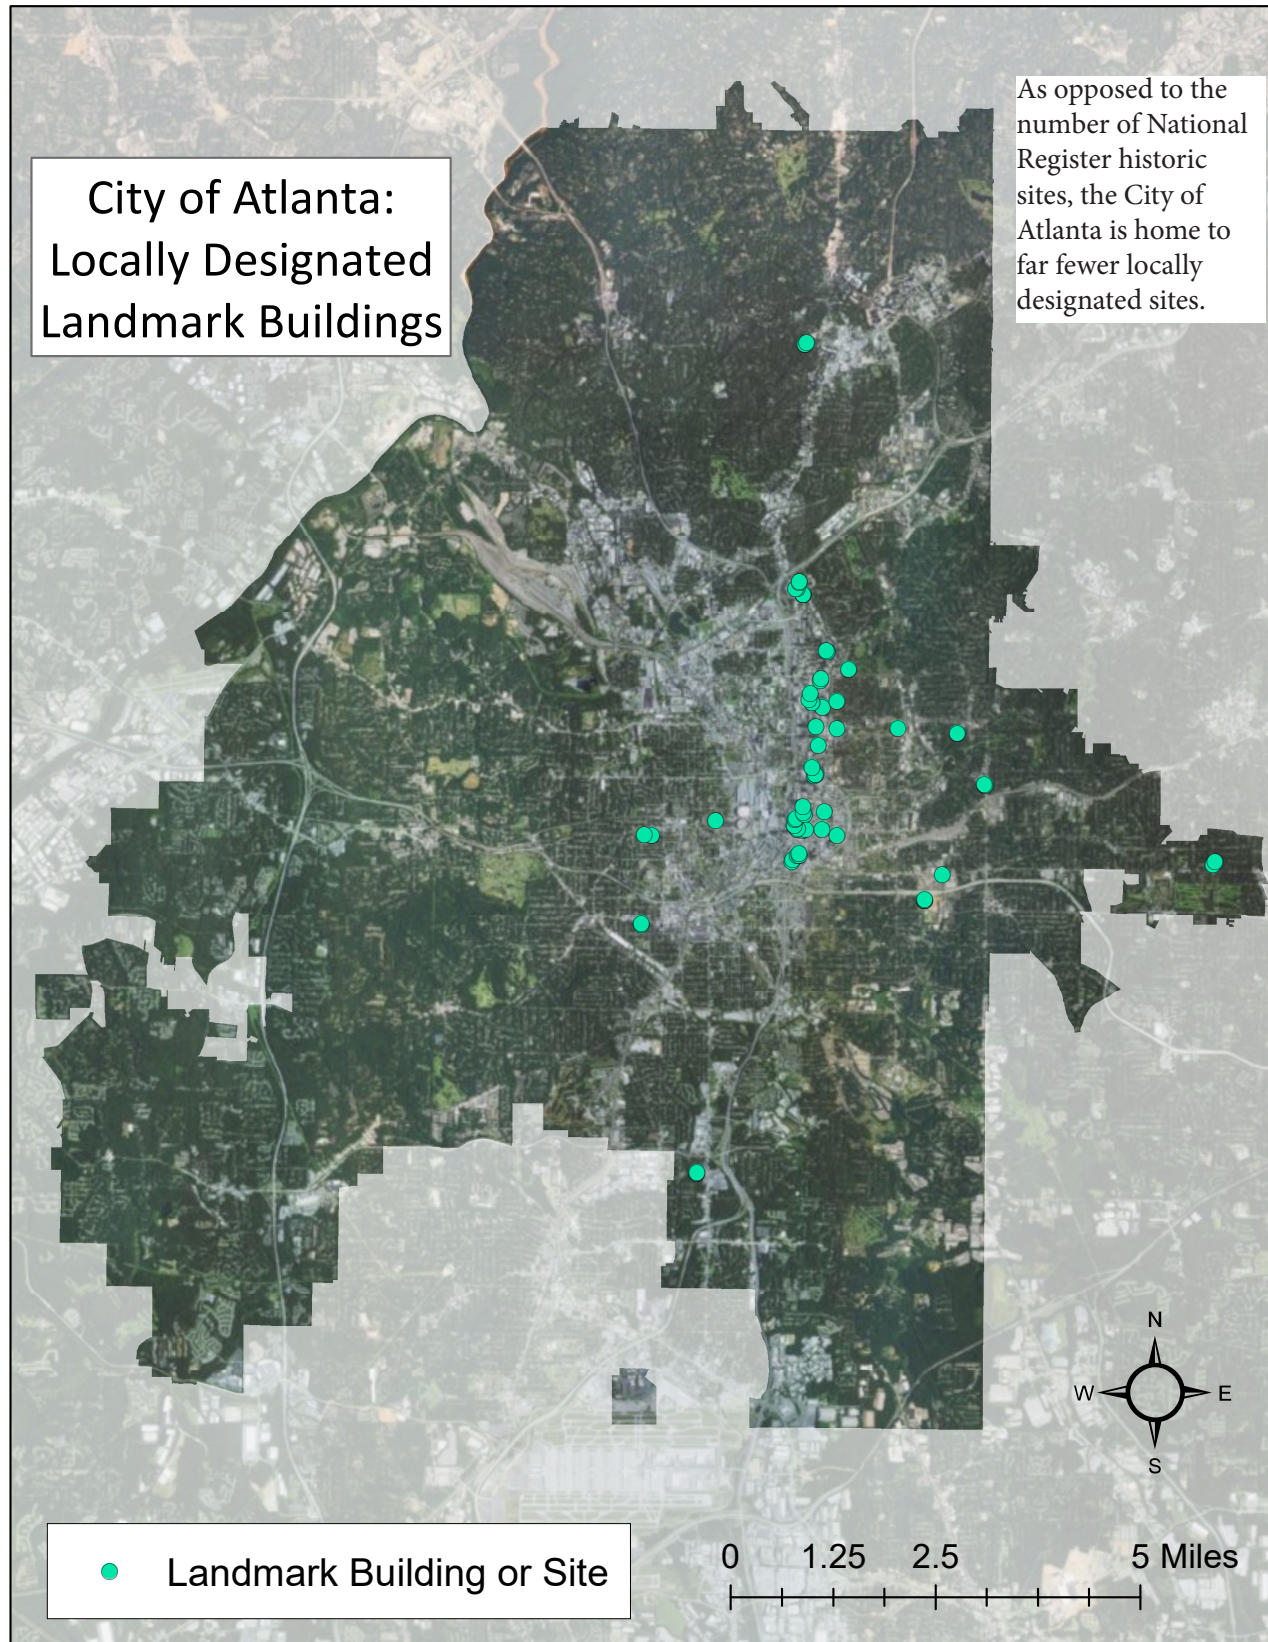 City of Atlanta:
Locally Designated
Landmark Buildings
As opposed to the
number of National
Register historic
sites, the City of
Atlanta is home to
far fewer locally
designated sites.
N
W E
S
Landmark Building or Site
0 1.25 2.5 5 Miles